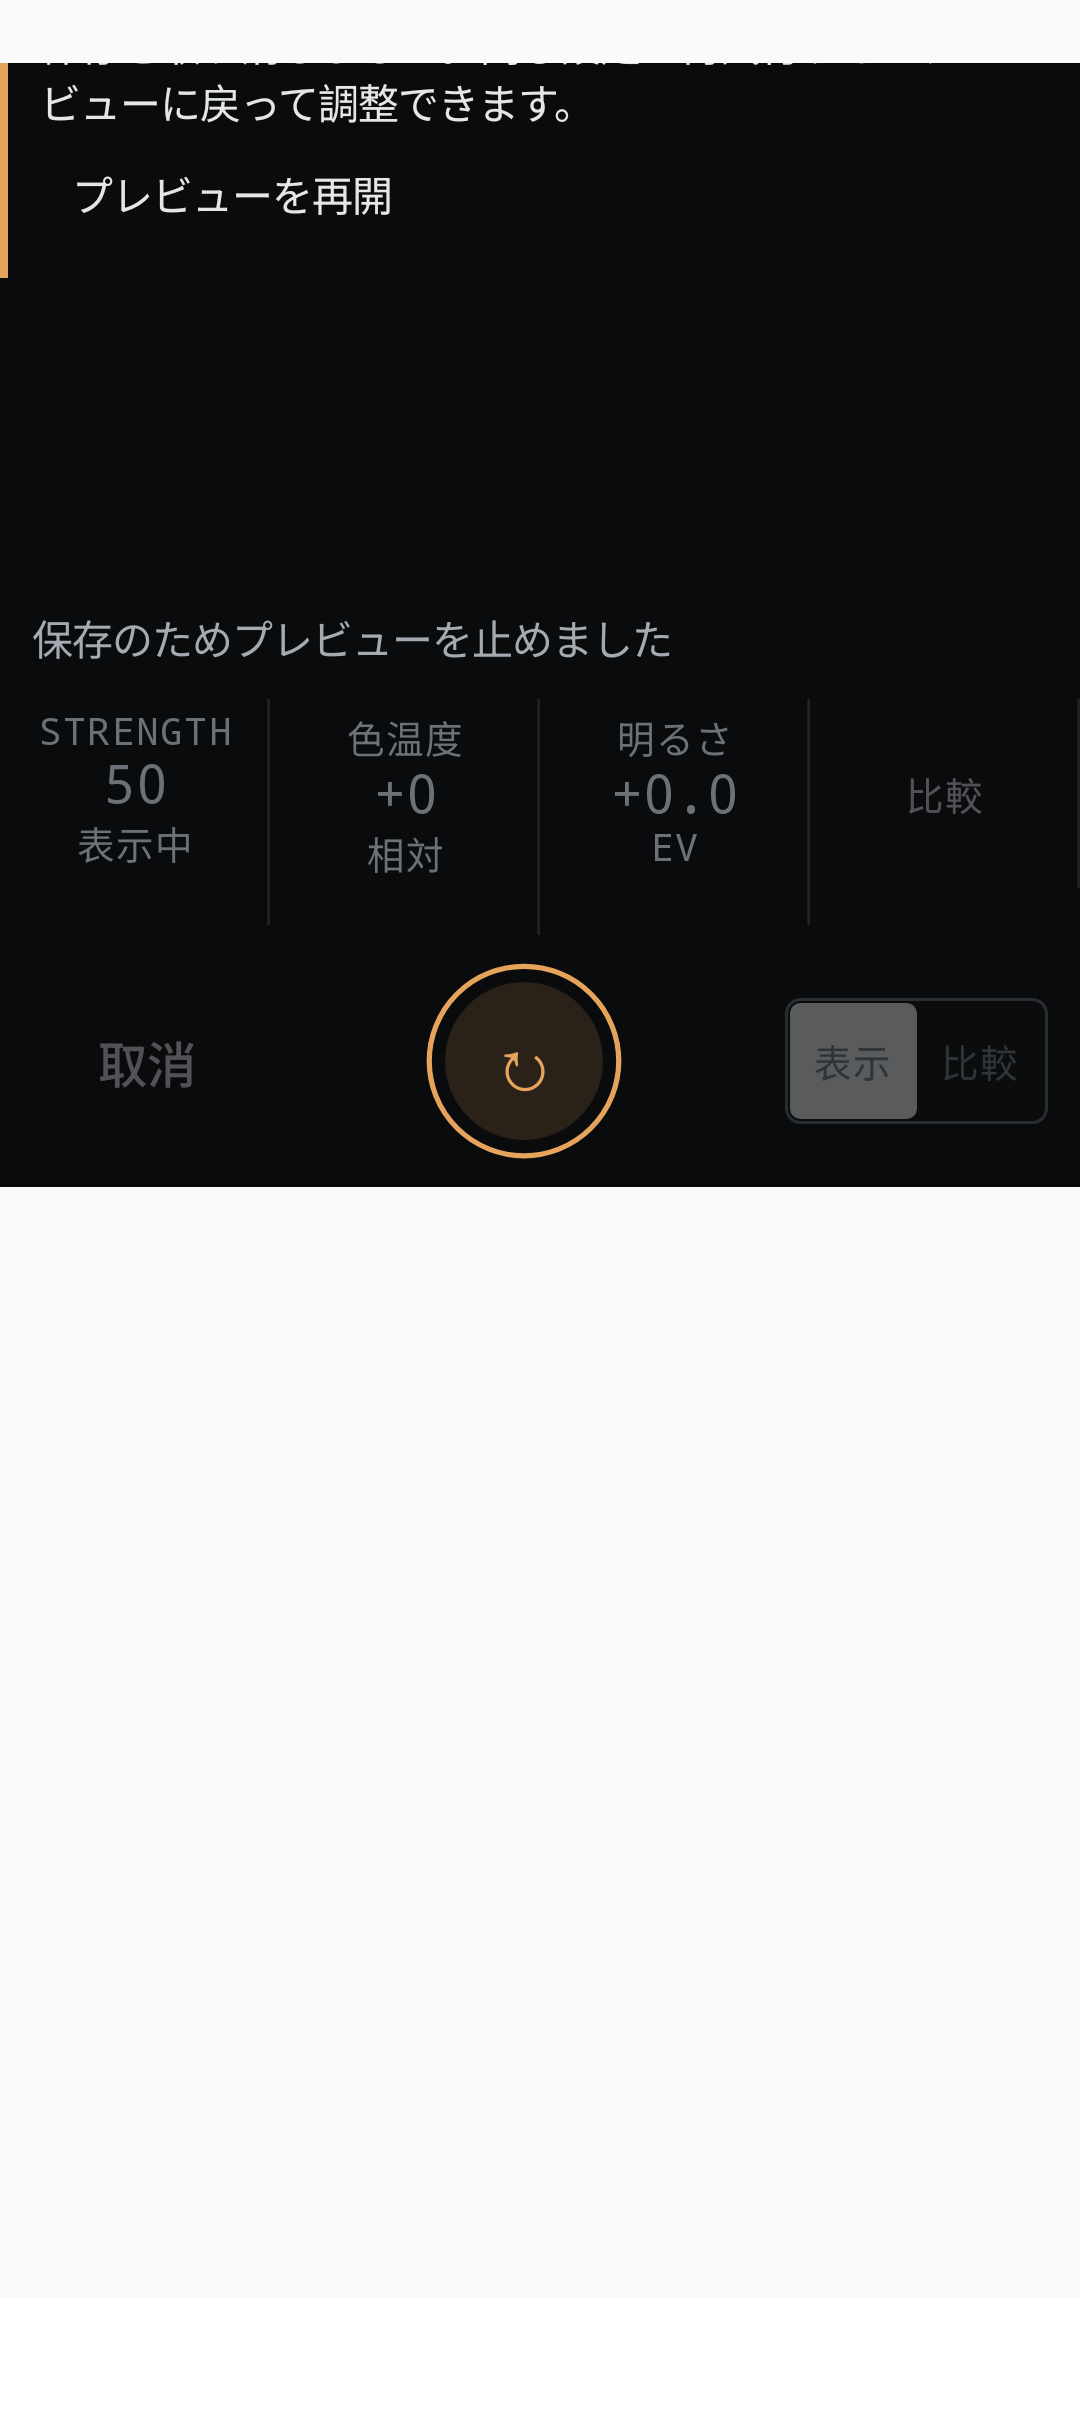 ビューに戻って調整できます。
プレビューを再開
保存のためプレビューを止めました
STRENGTH
50
表示中
色温度
+0
相対
明るさ
+0.0
EV
比較
取消
表示
比較